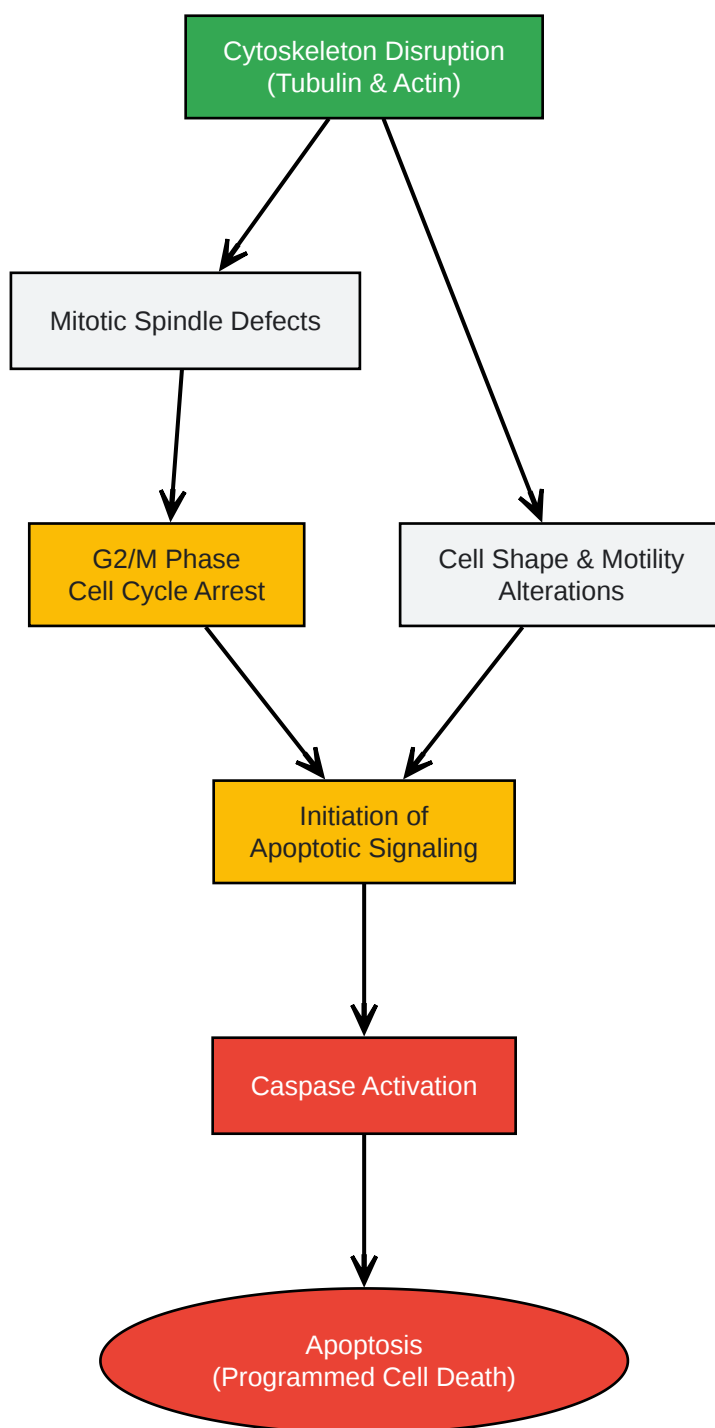 Cytoskeleton Disruption
(Tubulin & Actin)
Mitotic Spindle Defects
G2/M Phase
Cell Cycle Arrest
Cell Shape & Motility
Alterations
Initiation of
Apoptotic Signaling
Caspase Activation
Apoptosis
(Programmed Cell Death)